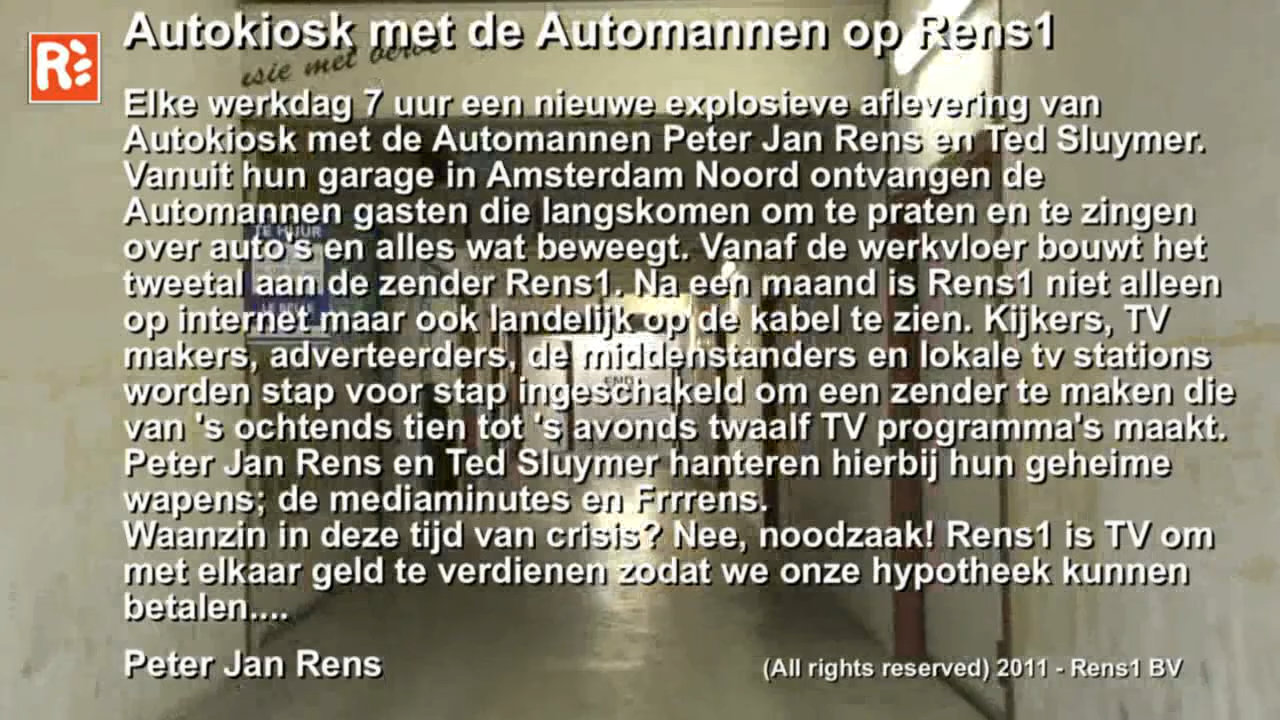 Autokiosk met de Automannen op Rens1
R
usie met
Elke werkdag 7 uur een nieuwe explosieve aflevering van
Autokiosk met de Automannen Peter Jan Rens en Ted Sluymer.
Vanuit hun garage in Amsterdam Noord ontvangen de
Automannen gasten die langskomen om te praten en te zingen
TE HUUR
over auto's en alles wat beweegt. Vanaf de werkvloer bouwt het
tweetal aan de zender Rens1. Na een maand is Rens1 niet alleen
op internet maar ook landelijk op de kabel te zien. Kijkers, TV
makers, adverteerders, de middenstanders en lokale tv stations
worden stap voor stap ingeschakeld om een zender te maken die
van 's ochtends tien tot 's avonds twaalf TV programma's maakt.
Peter Jan Rens en Ted Sluymer hanteren hierbij hun geheime
wapens; de mediaminutes en Frrrens.
Waanzin in deze tijd van crisis? Nee, noodzaak! Rens1 is TV om
met elkaar geld te verdienen zodat we onze hypotheek kunnen
betalen....
Peter Jan Rens
(All rights reserved) 2011 - Rens1 BV